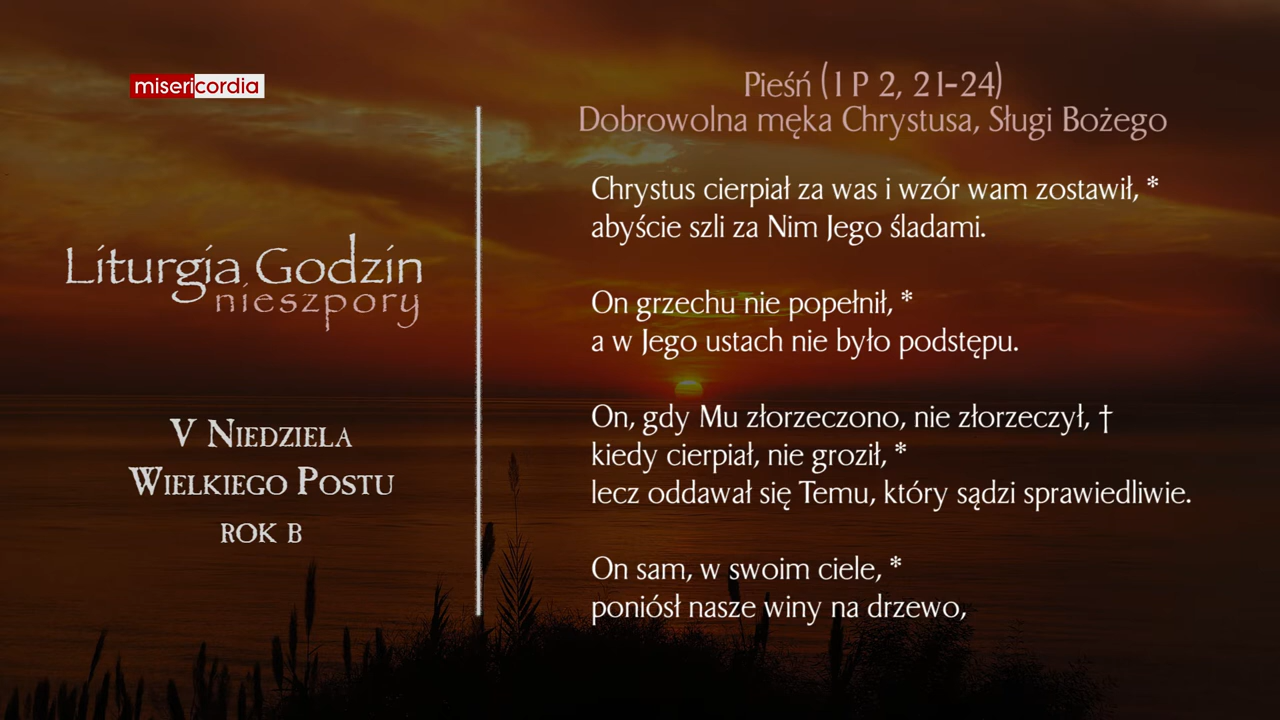 misericordia
Liturgia Godzin
nieszpory
V Niedziela
Wielkiego Postu
rok B
Pieśń (1 P 2, 21-24)
Dobrowolna męka Chrystusa, Sługi Bożego
Chrystus cierpiał za was i wzór wam zostawił, *
abyście szli za Nim Jego śladami.
On grzechu nie popełnił, *
a w Jego ustach nie było podstępu.
On, gdy Mu złorzeczono, nie złorzeczył, †
kiedy cierpiał, nie groził, *
lecz oddawał się Temu, który sądzi sprawiedliwie.
On sam, w swoim ciele, *
poniósł nasze winy na drzewo,